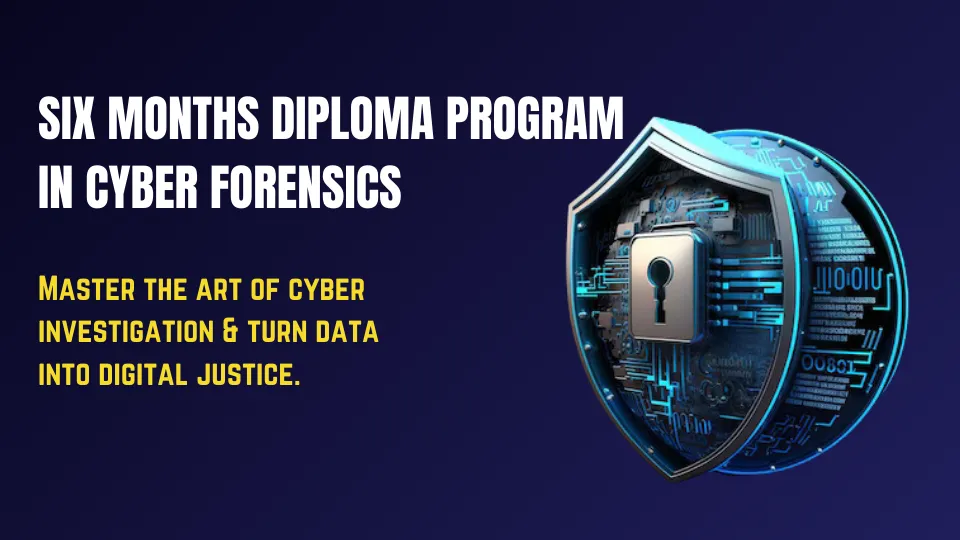 SIX MONTHS DIPLOMA PROGRAM
IN CYBER FORENSICS
Master the art of cyber
investigation & turn data
into digital justice.